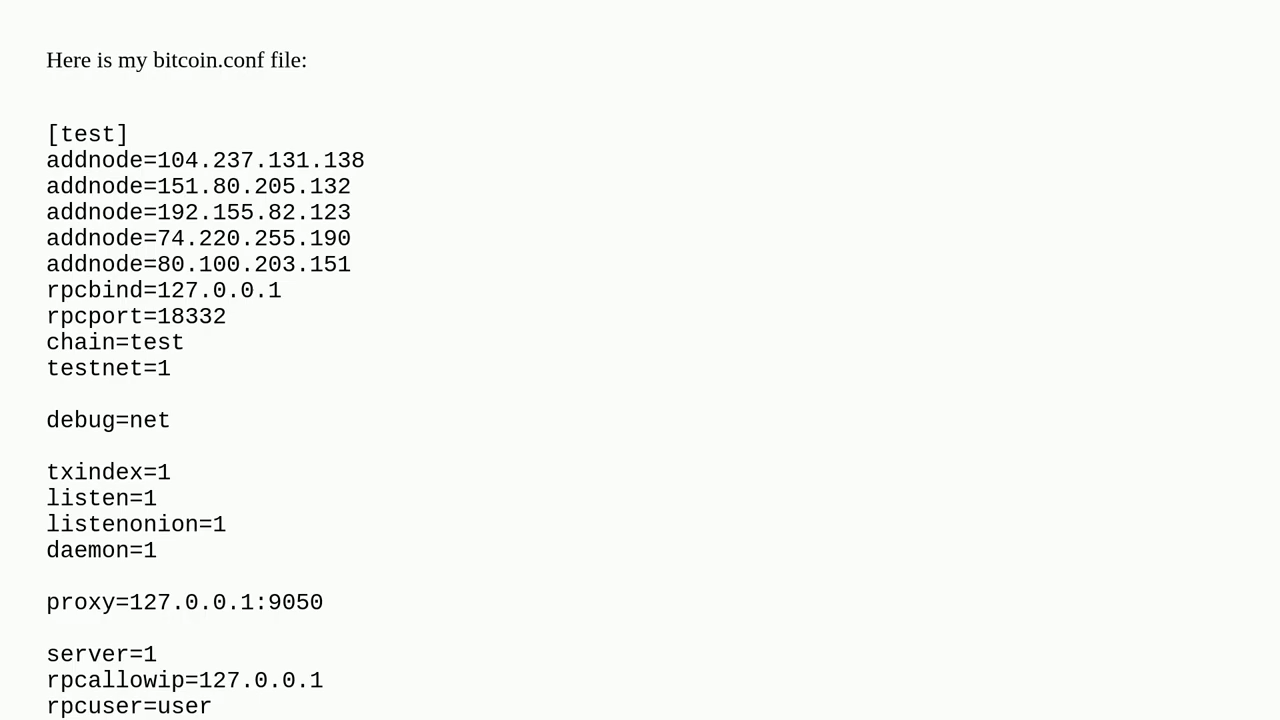 Here is my bitcoin.conf file:
[test]
addnode=104.237.131.138
addnode=151.80.205.132
addnode=192.155.82.123
addnode=74.220.255.190
addnode=80.100.203.151
rpcbind=127.0.0.1
rpcport=18332
chain=test
testnet=1
debug=net
txindex=1
listen=1
listenonion=1
daemon=1
proxy=127.0.0.1:9050
server=1
rpcallowip=127.0.0.1
rpcuser=user